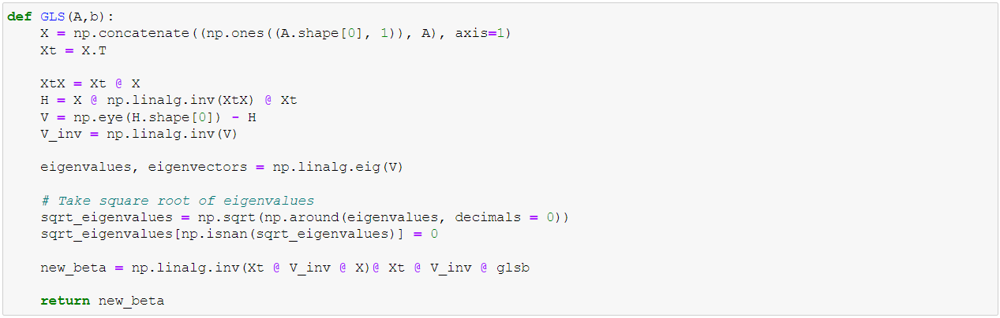 def GLS(A,b):
    X = np.concatenate((np.ones((A.shape[0], 1)), A), axis=1)
    Xt = X.T

    XtX = Xt @ X
    H = X @ np.linalg.inv(XtX) @ Xt
    V = np.eye(H.shape[0]) - H
    V_inv = np.linalg.inv(V)

    eigenvalues, eigenvectors = np.linalg.eig(V)

    # Take square root of eigenvalues
    sqrt_eigenvalues = np.sqrt(np.around(eigenvalues, decimals = 0))
    sqrt_eigenvalues[np.isnan(sqrt_eigenvalues)] = 0

    new_beta = np.linalg.inv(Xt @ V_inv @ X)@ Xt @ V_inv @ glsb

    return new_beta